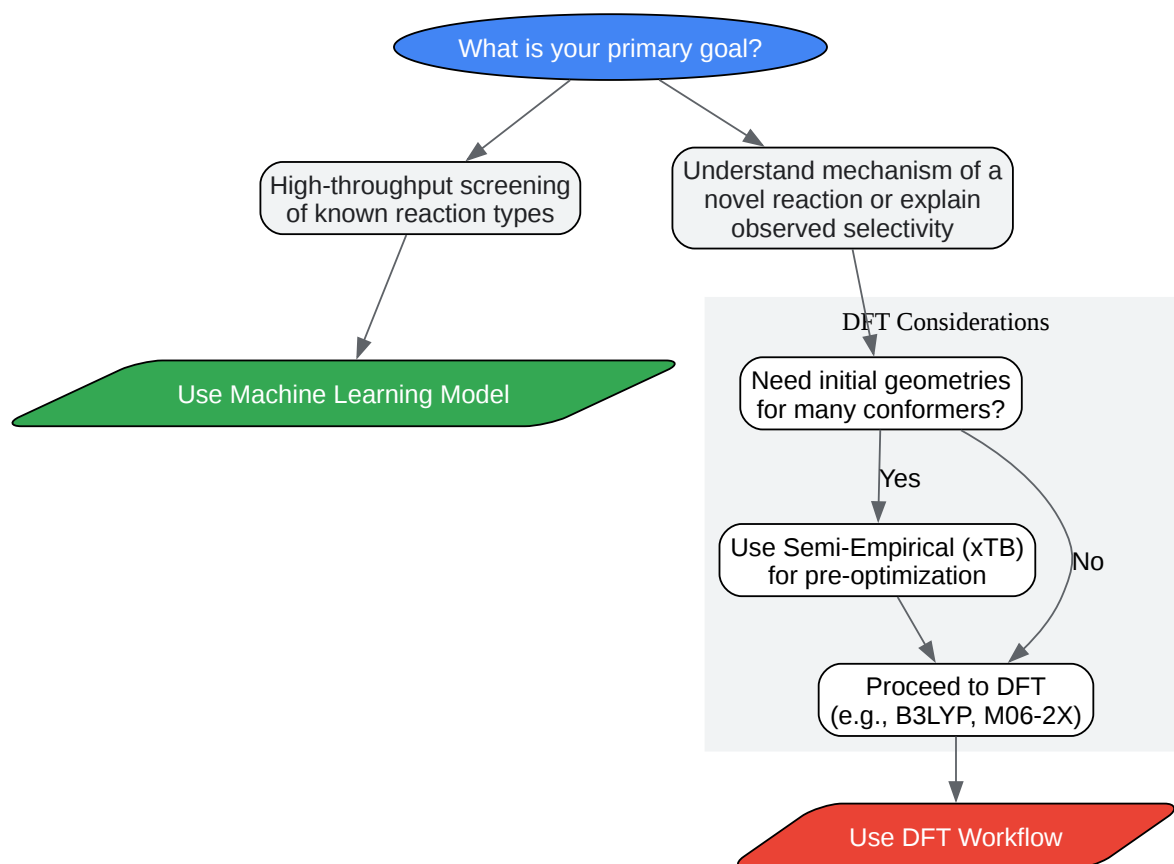 What is your primary goal?
High-throughput screening
of known reaction types
Understand mechanism of a
novel reaction or explain
observed selectivity
Use Machine Learning Model
DFT Considerations
Need initial geometries
for many conformers?
Yes
No
Use Semi-Empirical (xTB)
for pre-optimization
Proceed to DFT
(e.g., B3LYP, M06-2X)
Use DFT Workflow